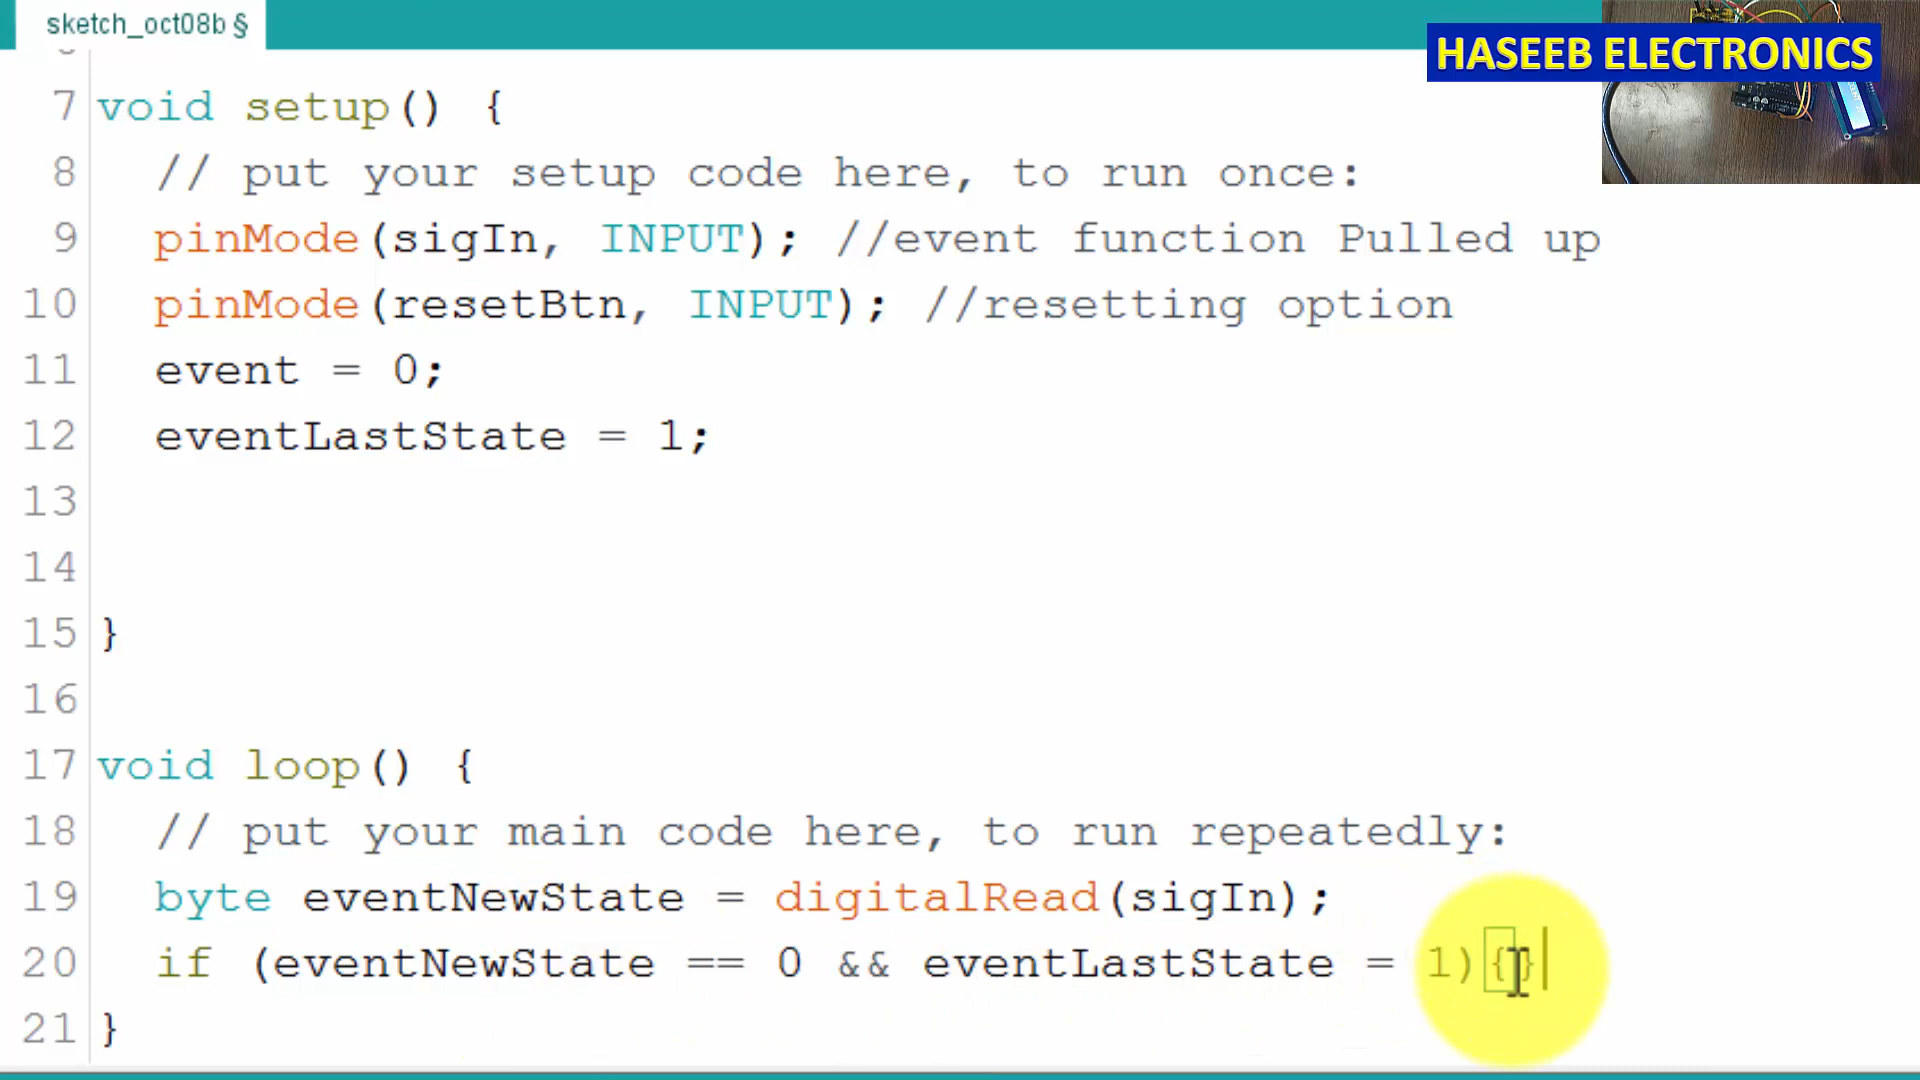 sketch_oct08b §
HASEEB ELECTRONICS
7 void setup() {
8 // put your setup code here, to run once:
9 pinMode(sigIn, INPUT); //event function Pulled up
10 pinMode(resetBtn, INPUT); //resetting option
11 event = 0;
12 eventLastState = 1;
13
14
15 }
16
17 void loop() {
18 // put your main code here, to run repeatedly:
19 byte eventNewState = digitalRead(sigIn);
20 if (eventNewState == 0 && eventLastState = 1){}
21 }